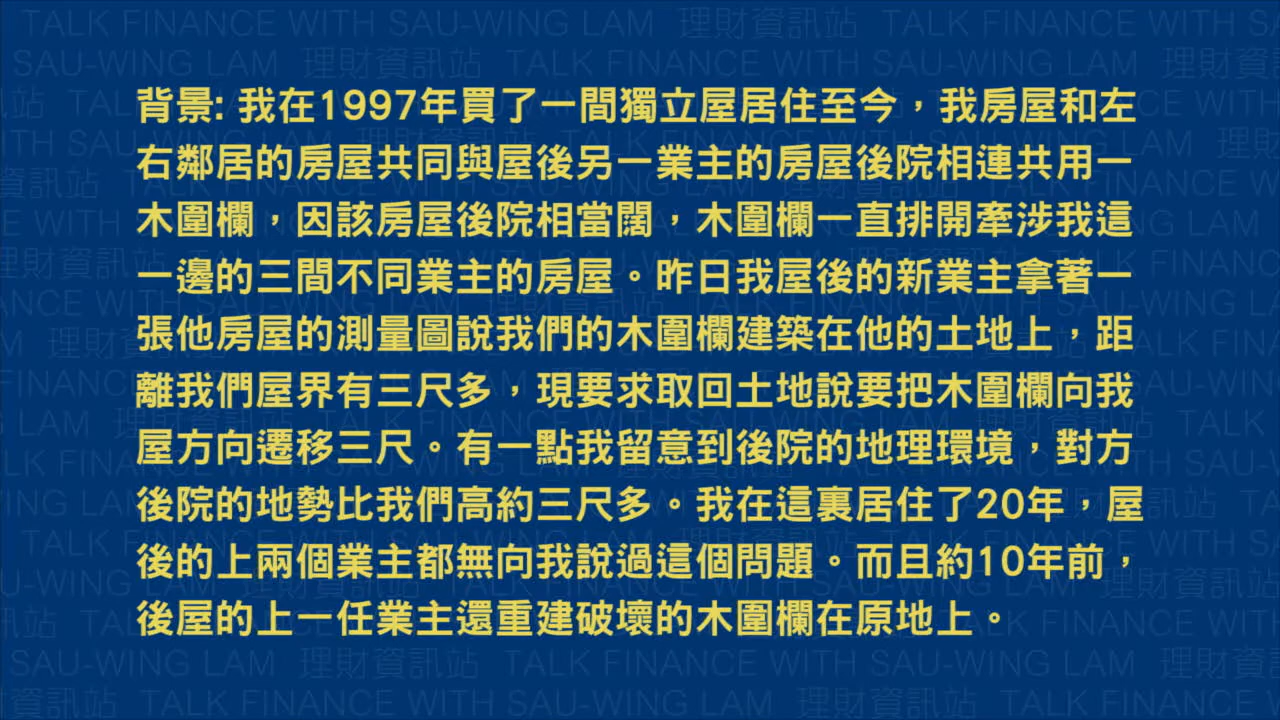 背景: 我在1997年買了一間獨立屋居住至今，我房屋和左
右鄰居的房屋共同與屋後另一業主的房屋後院相連共用一
木圍欄，因該房屋後院相當闊，木圍欄一直排開牽涉我這
一邊的三間不同業主的房屋。昨日我屋後的新業主拿著一
張他房屋的測量圖說我們的木圍欄建築在他的土地上，距
離我們屋界有三尺多，現要求取回土地說要把木圍欄向我
屋方向遷移三尺。有一點我留意到後院的地理環境，對方
後院的地勢比我們高約三尺多。我在這裏居住了20年，屋
後的上兩個業主都無向我說過這個問題。而且約10年前，
後屋的上一任業主還重建破壞的木圍欄在原地上。